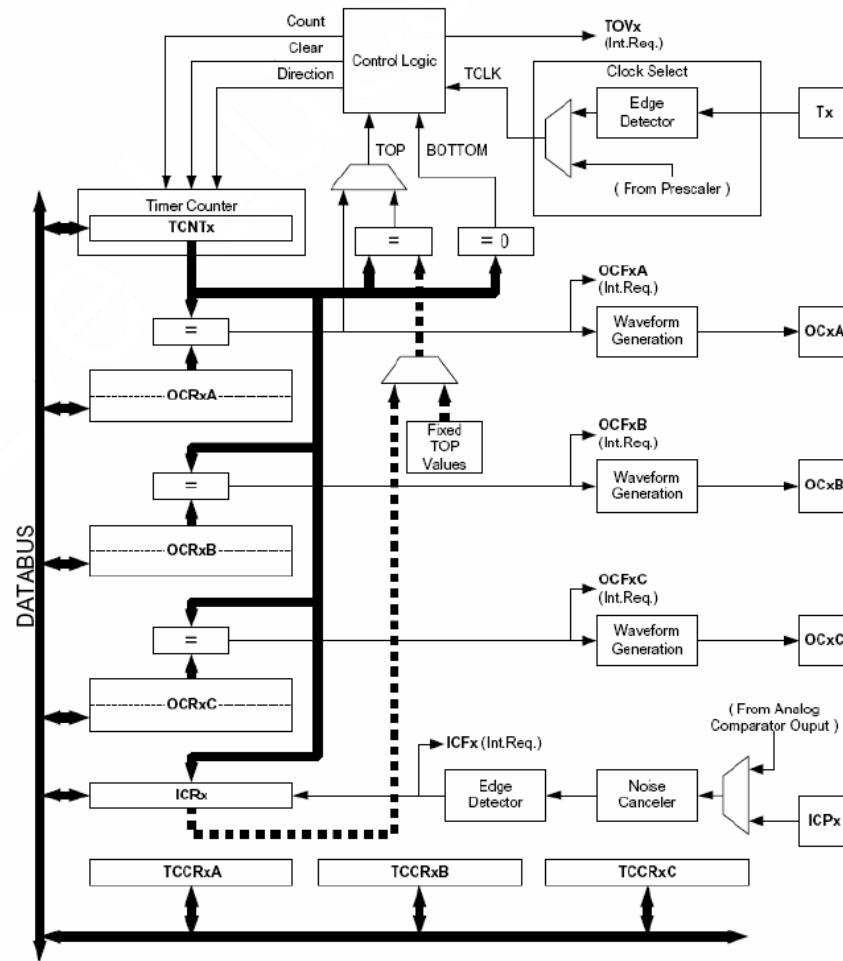 Count
Clear
Direction
Control Logic
TOVx
(Int.Req.)
TCLK
Clock Select
Edge
Detector
Tx
( From Prescaler )
TOP
BOTTOM
Timer Counter
TCNTx
=
= 0
=
OCRxA
OCFxA
(Int.Req.)
Waveform
Generation
OCxA
Fixed
TOP
Values
=
OCRxB
OCFxB
(Int.Req.)
Waveform
Generation
OCxB
=
OCRxC
OCFxC
(Int.Req.)
Waveform
Generation
OCxC
DATABUS
( From Analog
Comparator Ouput )
ICFx (Int.Req.)
ICRx
Edge
Detector
Noise
Canceler
ICPx
TCCRxA
TCCRxB
TCCRxC